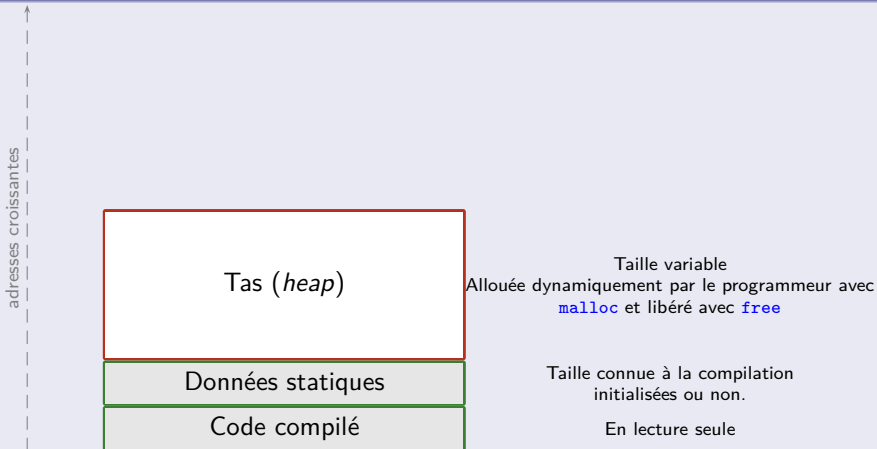 adresses croissantes
Tas (heap)
Taille variable
Allouée dynamiquement par le programmeur avec
malloc et libéré avec free
Données statiques
Taille connue à la compilation
initialisées ou non.
Code compilé
En lecture seule